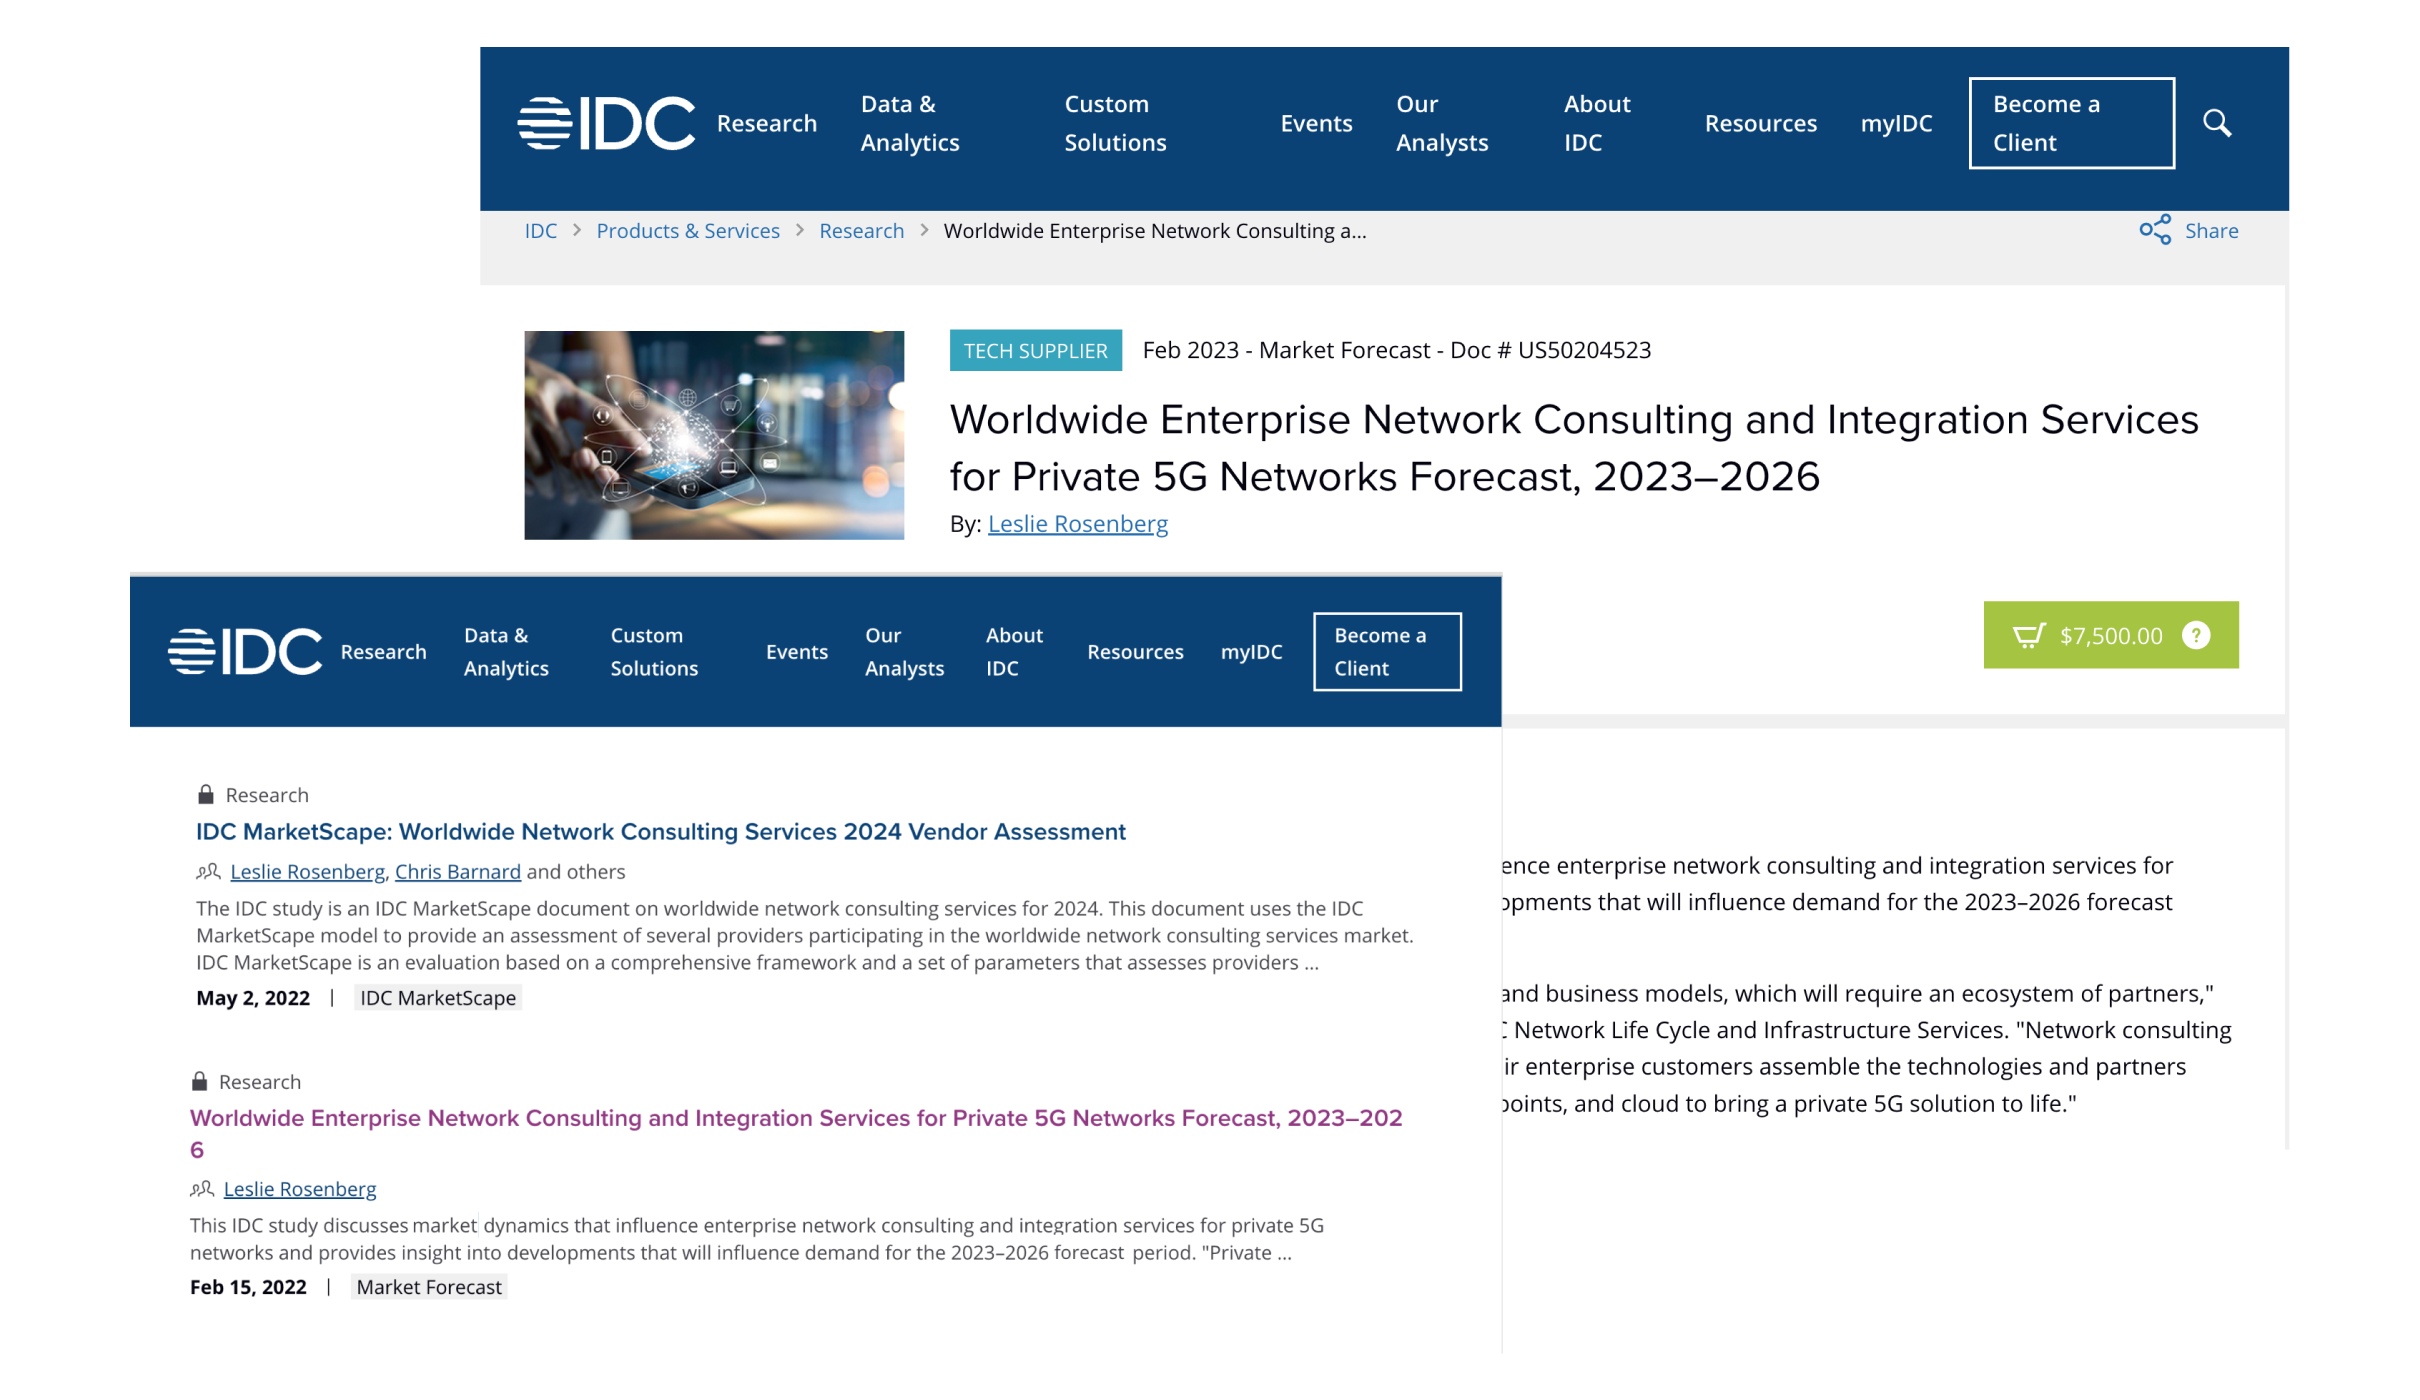 IDC Research Data & Analytics Custom Solutions Events Our Analysts About IDC Resources myIDC Become a Client
IDC > Products & Services > Research > Worldwide Enterprise Network Consulting a...
Share
TECH SUPPLIER Feb 2023 - Market Forecast - Doc # US50204523
Worldwide Enterprise Network Consulting and Integration Services
for Private 5G Networks Forecast, 2023–2026
By: Leslie Rosenberg
$7,500.00 ?
enterprise network consulting and integration services for
that will influence demand for the 2023–2026 forecast
and business models, which will require an ecosystem of partners,"
Network Life Cycle and Infrastructure Services. "Network consulting
enterprise customers assemble the technologies and partners
and cloud to bring a private 5G solution to life."
IDC Research Data & Analytics Custom Solutions Events Our Analysts About IDC Resources myIDC Become a Client
Research
IDC MarketScape: Worldwide Network Consulting Services 2024 Vendor Assessment
Leslie Rosenberg, Chris Barnard and others
The IDC study is an IDC MarketScape document on worldwide network consulting services for 2024. This document uses the IDC
MarketScape model to provide an assessment of several providers participating in the worldwide network consulting services market.
IDC MarketScape is an evaluation based on a comprehensive framework and a set of parameters that assesses providers ...
May 2, 2022 | IDC MarketScape
Research
Worldwide Enterprise Network Consulting and Integration Services for Private 5G Networks Forecast, 2023–202
6
Leslie Rosenberg
This IDC study discusses market dynamics that influence enterprise network consulting and integration services for private 5G
networks and provides insight into developments that will influence demand for the 2023–2026 forecast period. "Private ...
Feb 15, 2022 | Market Forecast